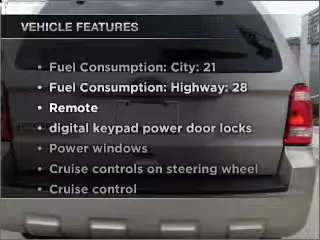 VEHICLE FEATURES
• Fuel Consumption: City: 21
• Fuel Consumption: Highway: 28
• Remote
• digital keypad power door locks
• Power windows
• Cruise controls on steering wheel
• Cruise control